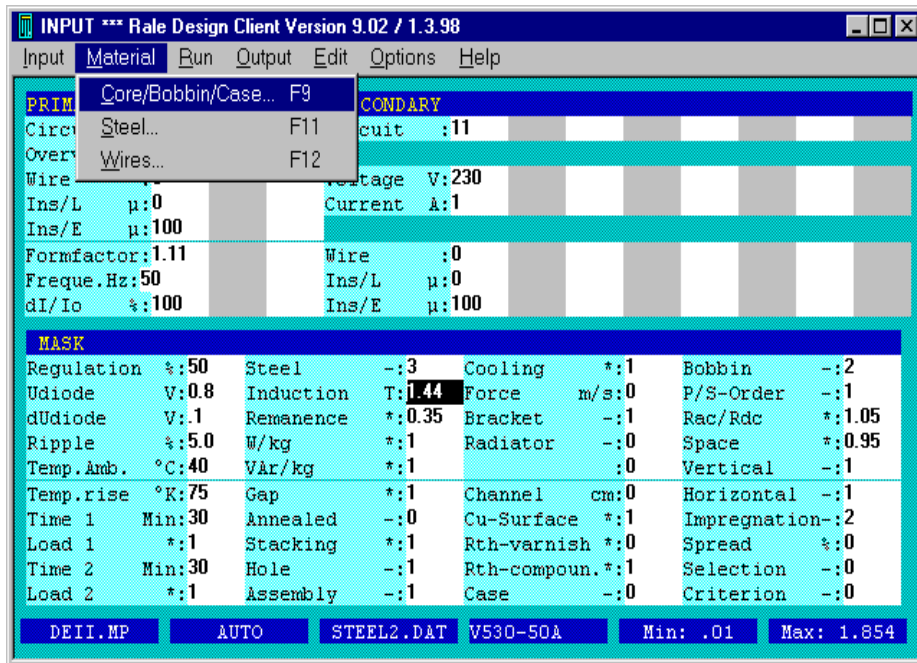 INPUT *** Rale Design Client Version 9.02 / 1.3.98
Input Material Run Output Edit Options Help
Core/Bobbin/Case... F9
Steel... F11
Wires... F12
PRIM CONDARY
Circu cuit :11
Overv
Wire tage V:230
Ins/L µ:0 Current A:1
Ins/E µ:100
Formfactor:1.11 Wire :0
Freque.Hz:50 Ins/L µ:0
dI/Io %:100 Ins/E µ:100
MASK
Regulation %:50 Steel -:3 Cooling *:1 Bobbin -:2
Udiode V:0.8 Induction T:1.44 Force m/s:0 P/S-Order -:1
dUdiode V:.1 Remanence *:0.35 Bracket -:1 Rac/Rdc *:1.05
Ripple %:5.0 W/kg *:1 Radiator -:0 Space *:0.95
Temp.Amb. °C:40 VAr/kg *:1 :0 Vertical -:1
Temp.rise °K:75 Gap *:1 Channel cm:0 Horizontal -:1
Time 1 Min:30 Annealed -:0 Cu-Surface *:1 Impregnation-:2
Load 1 *:1 Stacking *:1 Rth-varnish *:0 Spread %:0
Time 2 Min:30 Hole -:1 Rth-compoun.*:1 Selection -:0
Load 2 *:1 Assembly -:1 Case -:0 Criterion -:0
DEII.MP AUTO STEEL2.DAT V530-50A Min: .01 Max: 1.854